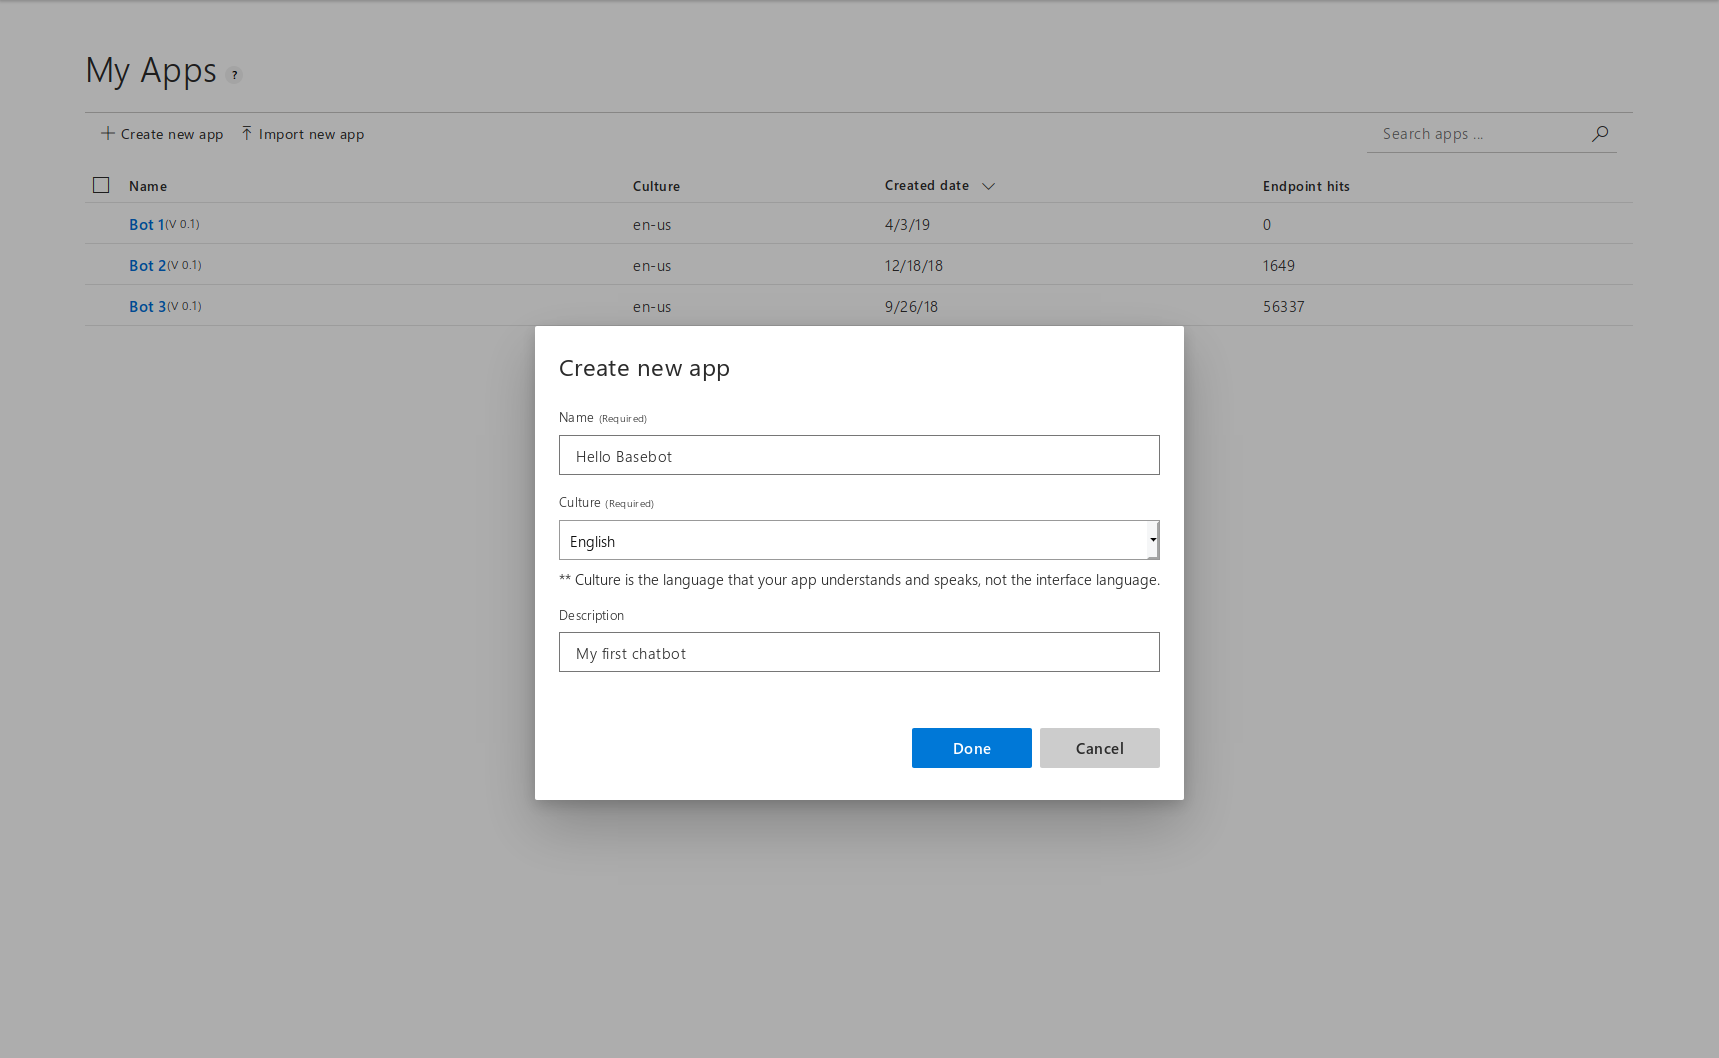 My Apps ?
Create new app Import new app Search apps ...
Name Culture Created date Endpoint hits
Bot 1(V 0.1) en-us 4/3/19 0
Bot 2(V 0.1) en-us 12/18/18 1649
Bot 3(V 0.1) en-us 9/26/18 56337
Create new app
Name (Required)
Hello Basebot
Culture (Required)
English
** Culture is the language that your app understands and speaks, not the interface language.
Description
My first chatbot
Done Cancel